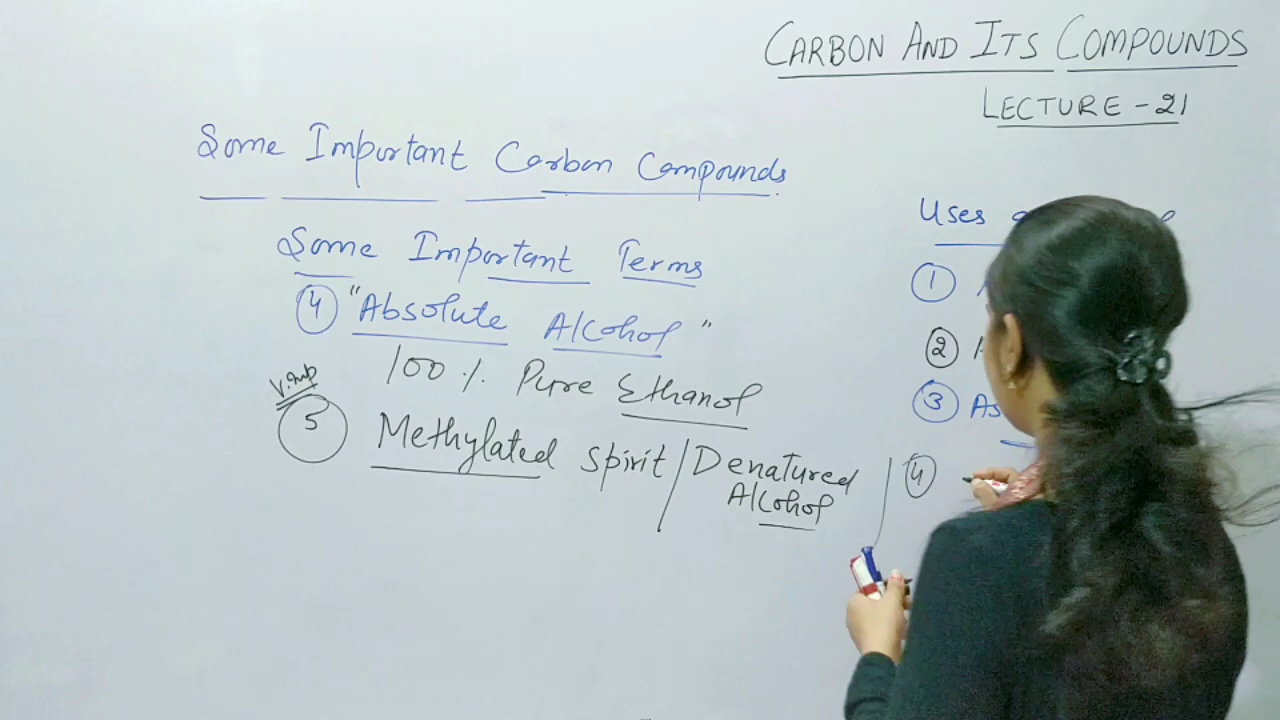 CARBON AND ITS COMPOUNDS
LECTURE - 21
Some Important Carbon Compounds
Some Important Terms
4 "Absolute Alcohol"
100 % Pure Ethanol
V.Imp
5 Methylated spirit / Denatured
Alcohol
Uses
1
2
3 As
4